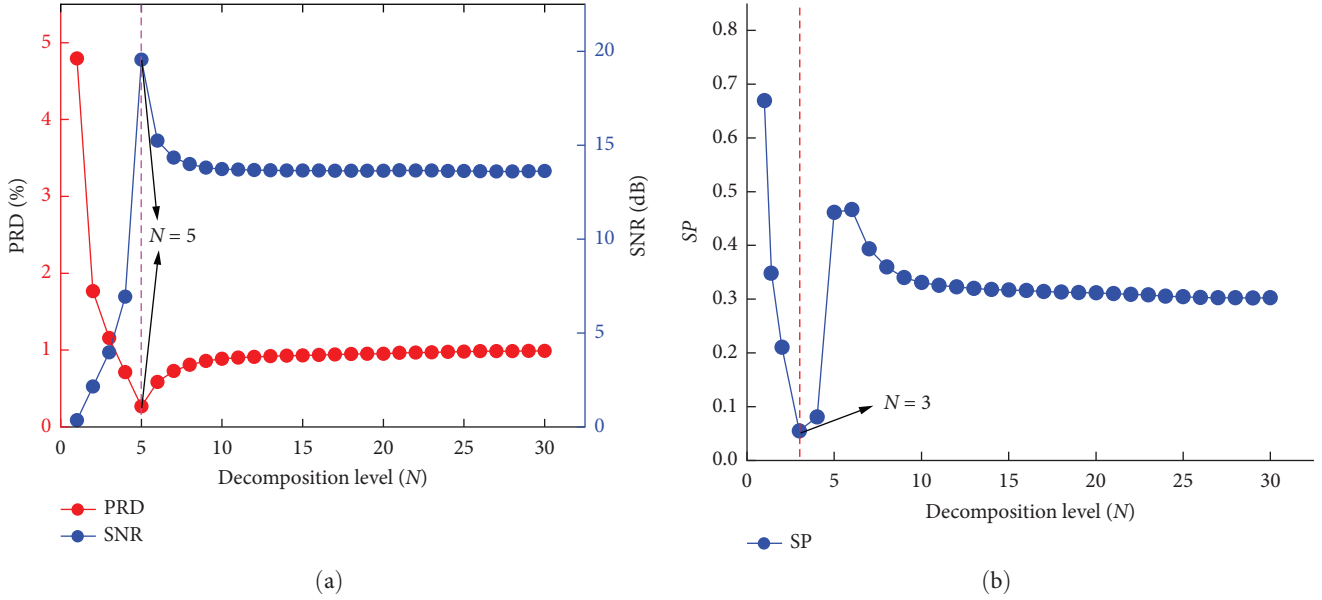 5
4
3
2
1
0
PRD (%)
20
15
10
5
0
SNR (dB)
N = 5
0 5 10 15 20 25 30
Decomposition level (N)
PRD
SNR
(a)
0.8
0.7
0.6
0.5
0.4
0.3
0.2
0.1
0.0
SP
N = 3
0 5 10 15 20 25 30
Decomposition level (N)
SP
(b)